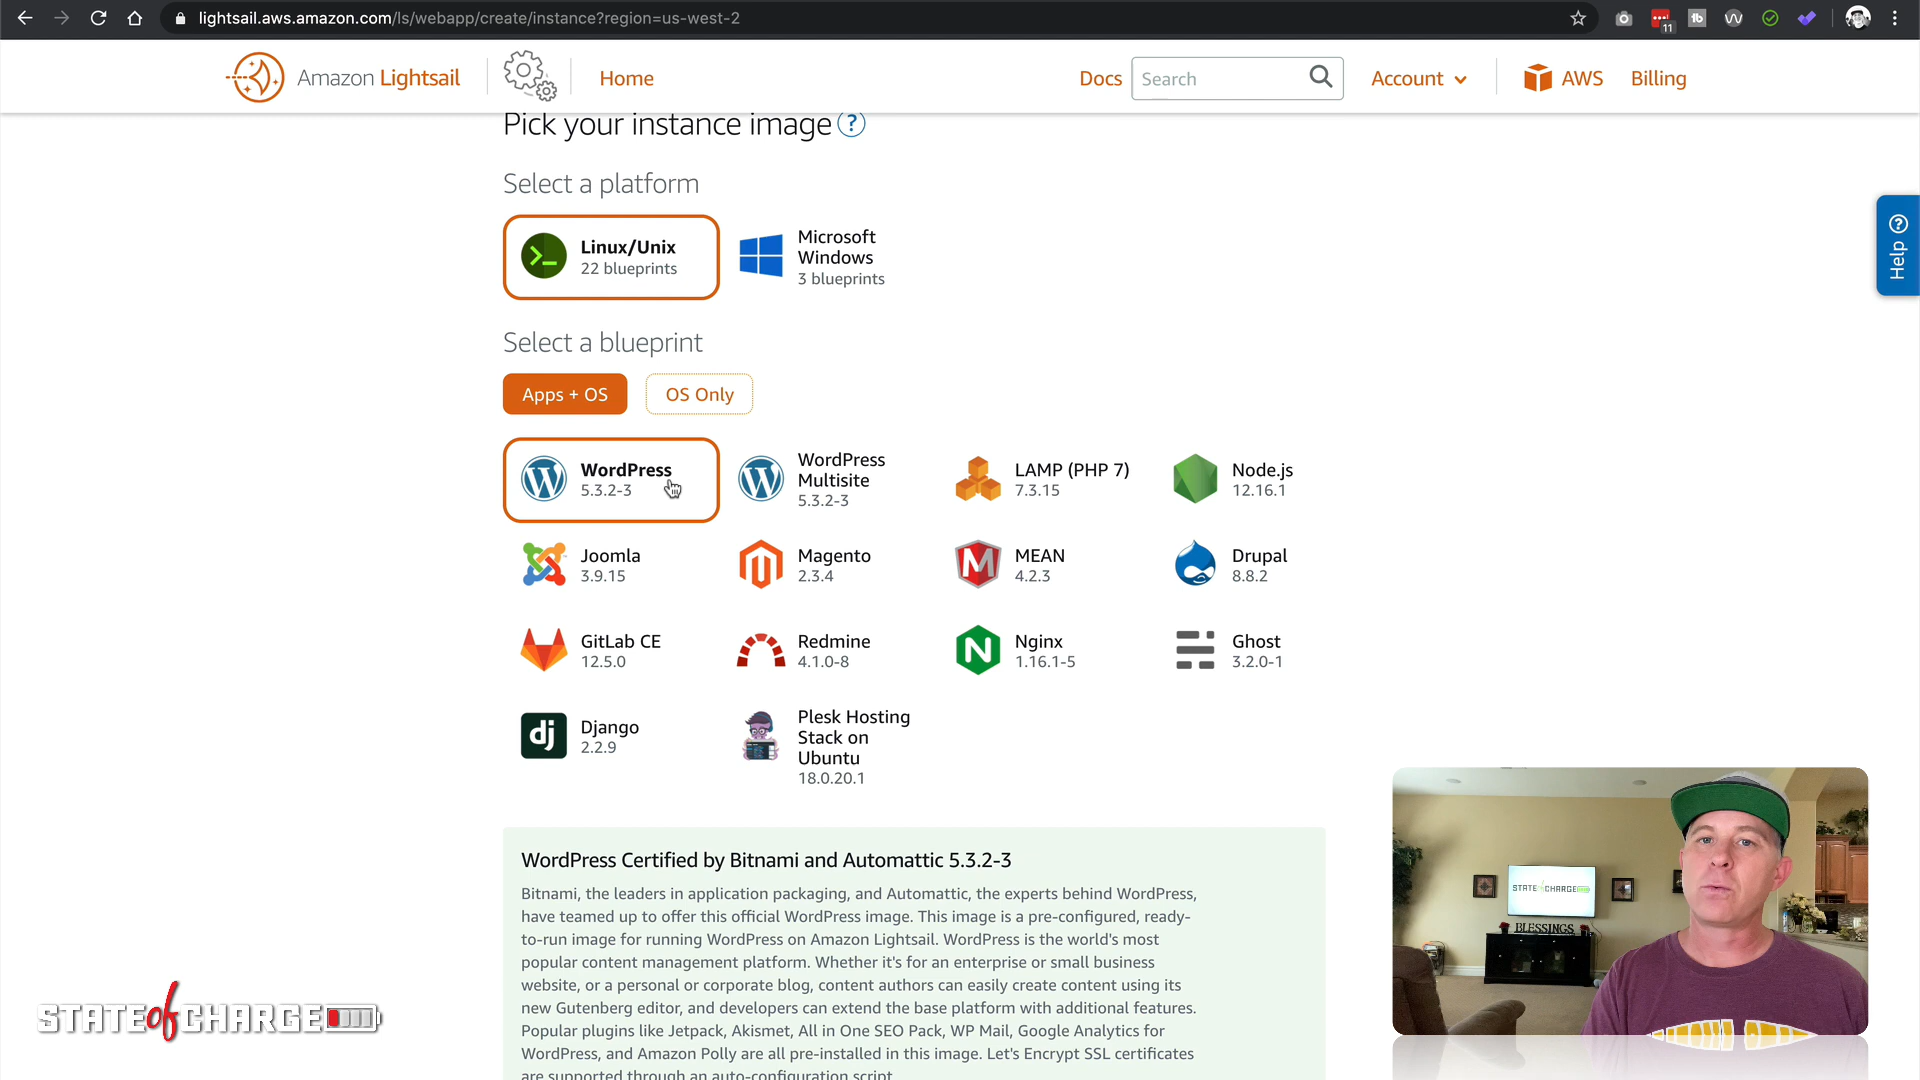 lightsail.aws.amazon.com/ls/webapp/create/instance?region=us-west-2
11
Amazon Lightsail
Home
Docs
Search
Account
AWS
Billing
Pick your instance image ?
Help ?
Select a platform
Linux/Unix
22 blueprints
Microsoft
Windows
3 blueprints
Select a blueprint
Apps + OS
OS Only
WordPress
5.3.2-3
WordPress
Multisite
5.3.2-3
LAMP (PHP 7)
7.3.15
Node.js
12.16.1
Joomla
3.9.15
Magento
2.3.4
MEAN
4.2.3
Drupal
8.8.2
GitLab CE
12.5.0
Redmine
4.1.0-8
Nginx
1.16.1-5
Ghost
3.2.0-1
dj
Django
2.2.9
Plesk Hosting
Stack on
Ubuntu
18.0.20.1
WordPress Certified by Bitnami and Automattic 5.3.2-3
Bitnami, the leaders in application packaging, and Automattic, the experts behind WordPress,
have teamed up to offer this official WordPress image. This image is a pre-configured, ready-
to-run image for running WordPress on Amazon Lightsail. WordPress is the world's most
popular content management platform. Whether it's for an enterprise or small business
website, or a personal or corporate blog, content authors can easily create content using its
new Gutenberg editor, and developers can extend the base platform with additional features.
Popular plugins like Jetpack, Akismet, All in One SEO Pack, WP Mail, Google Analytics for
WordPress, and Amazon Polly are all pre-installed in this image. Let's Encrypt SSL certificates
are supported through an auto-configuration script.
STATE of CHARGE
BLESSINGS
STATE of CHARGE